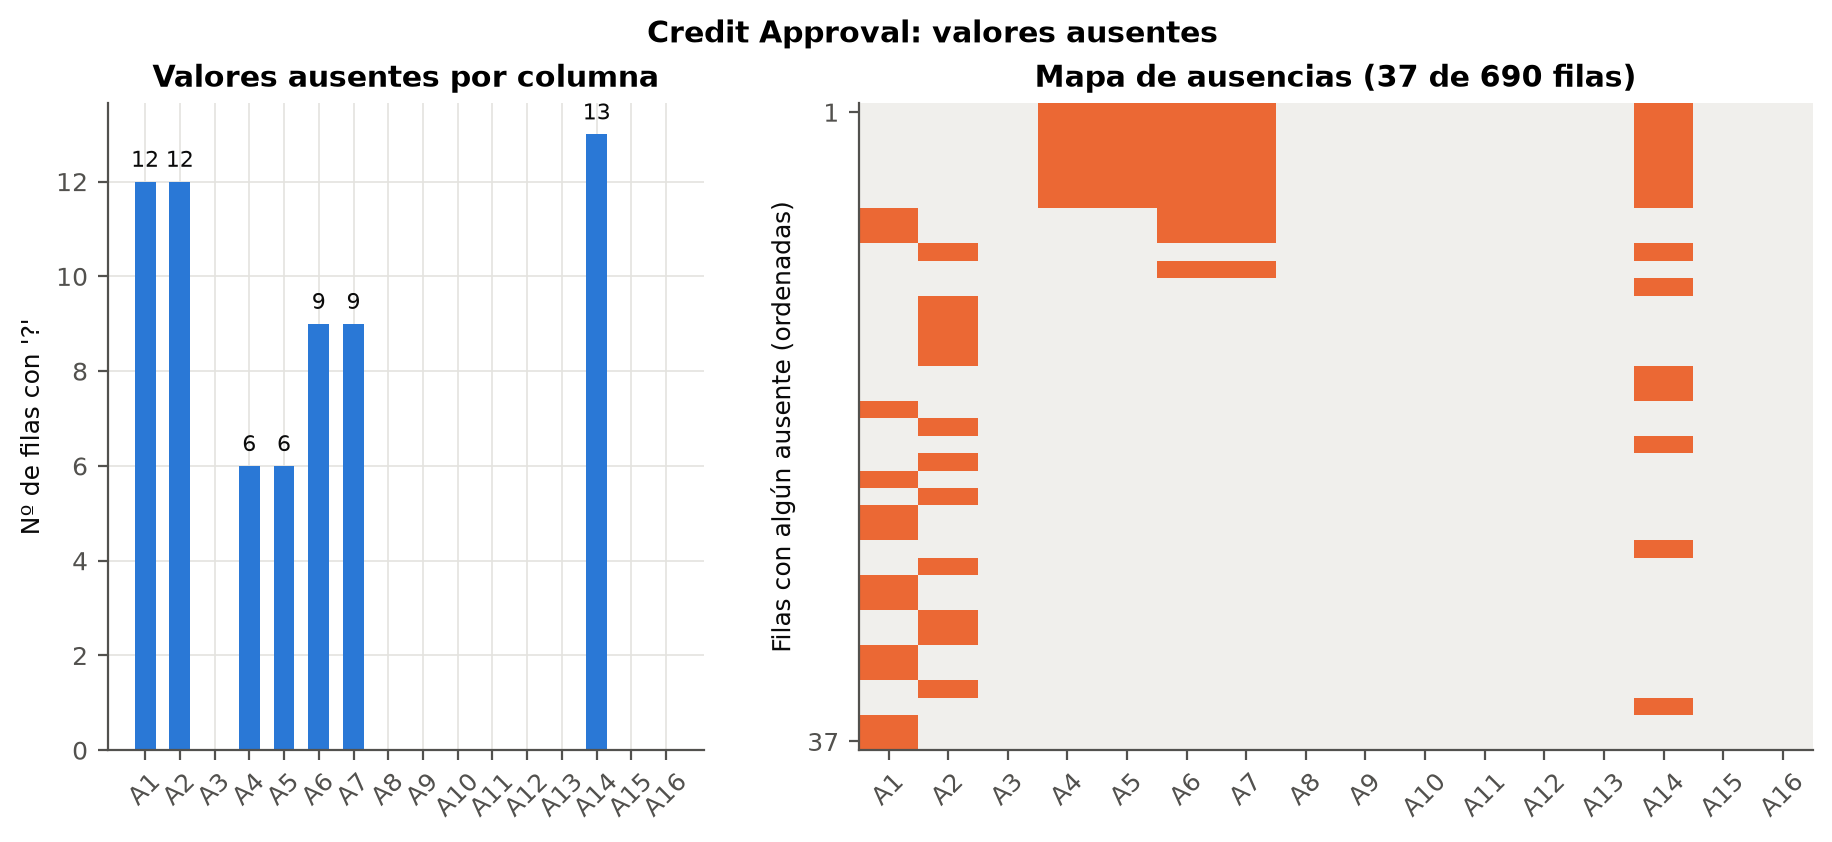 Credit Approval: valores ausentes
Valores ausentes por columna
Nº de filas con '?'
12
10
8
6
4
2
0
12 12 6 6 9 9 13
A1 A2 A3 A4 A5 A6 A7 A8 A9 A10 A11 A12 A13 A14 A15 A16
Mapa de ausencias (37 de 690 filas)
Filas con algún ausente (ordenadas)
1
37
A1 A2 A3 A4 A5 A6 A7 A8 A9 A10 A11 A12 A13 A14 A15 A16